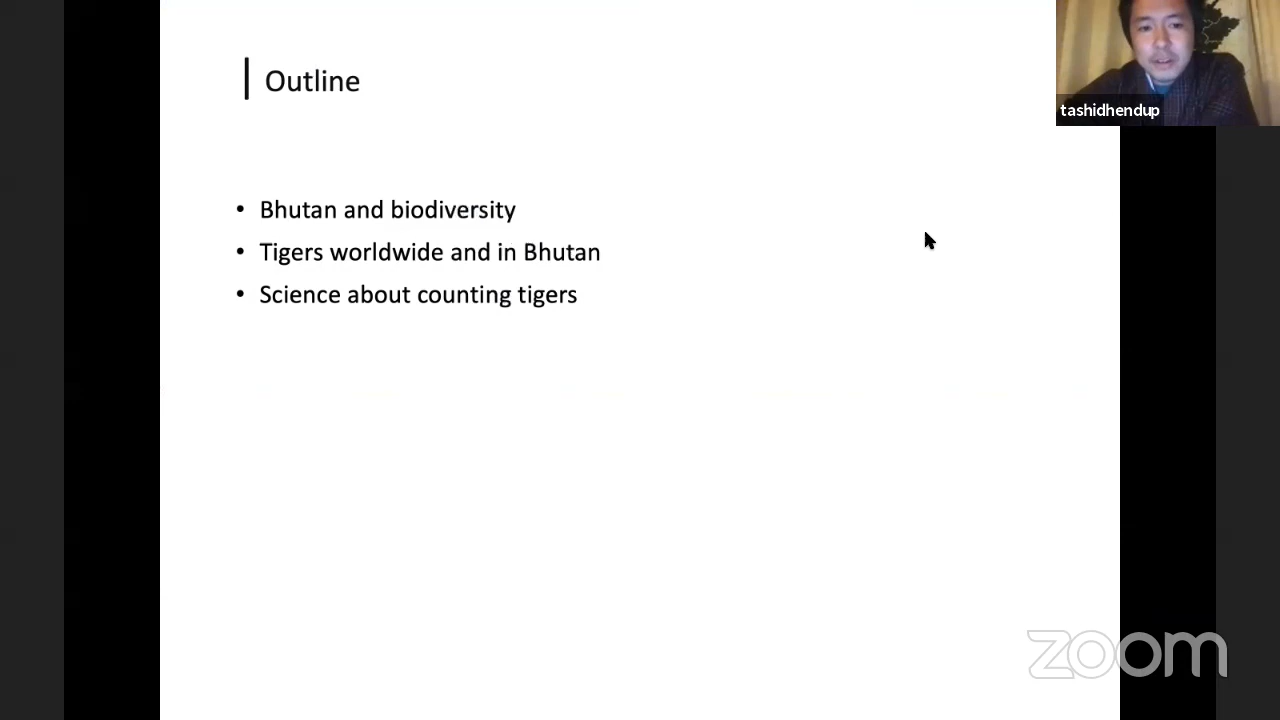 Outline
tashidhendup
• Bhutan and biodiversity
• Tigers worldwide and in Bhutan
• Science about counting tigers
zoom